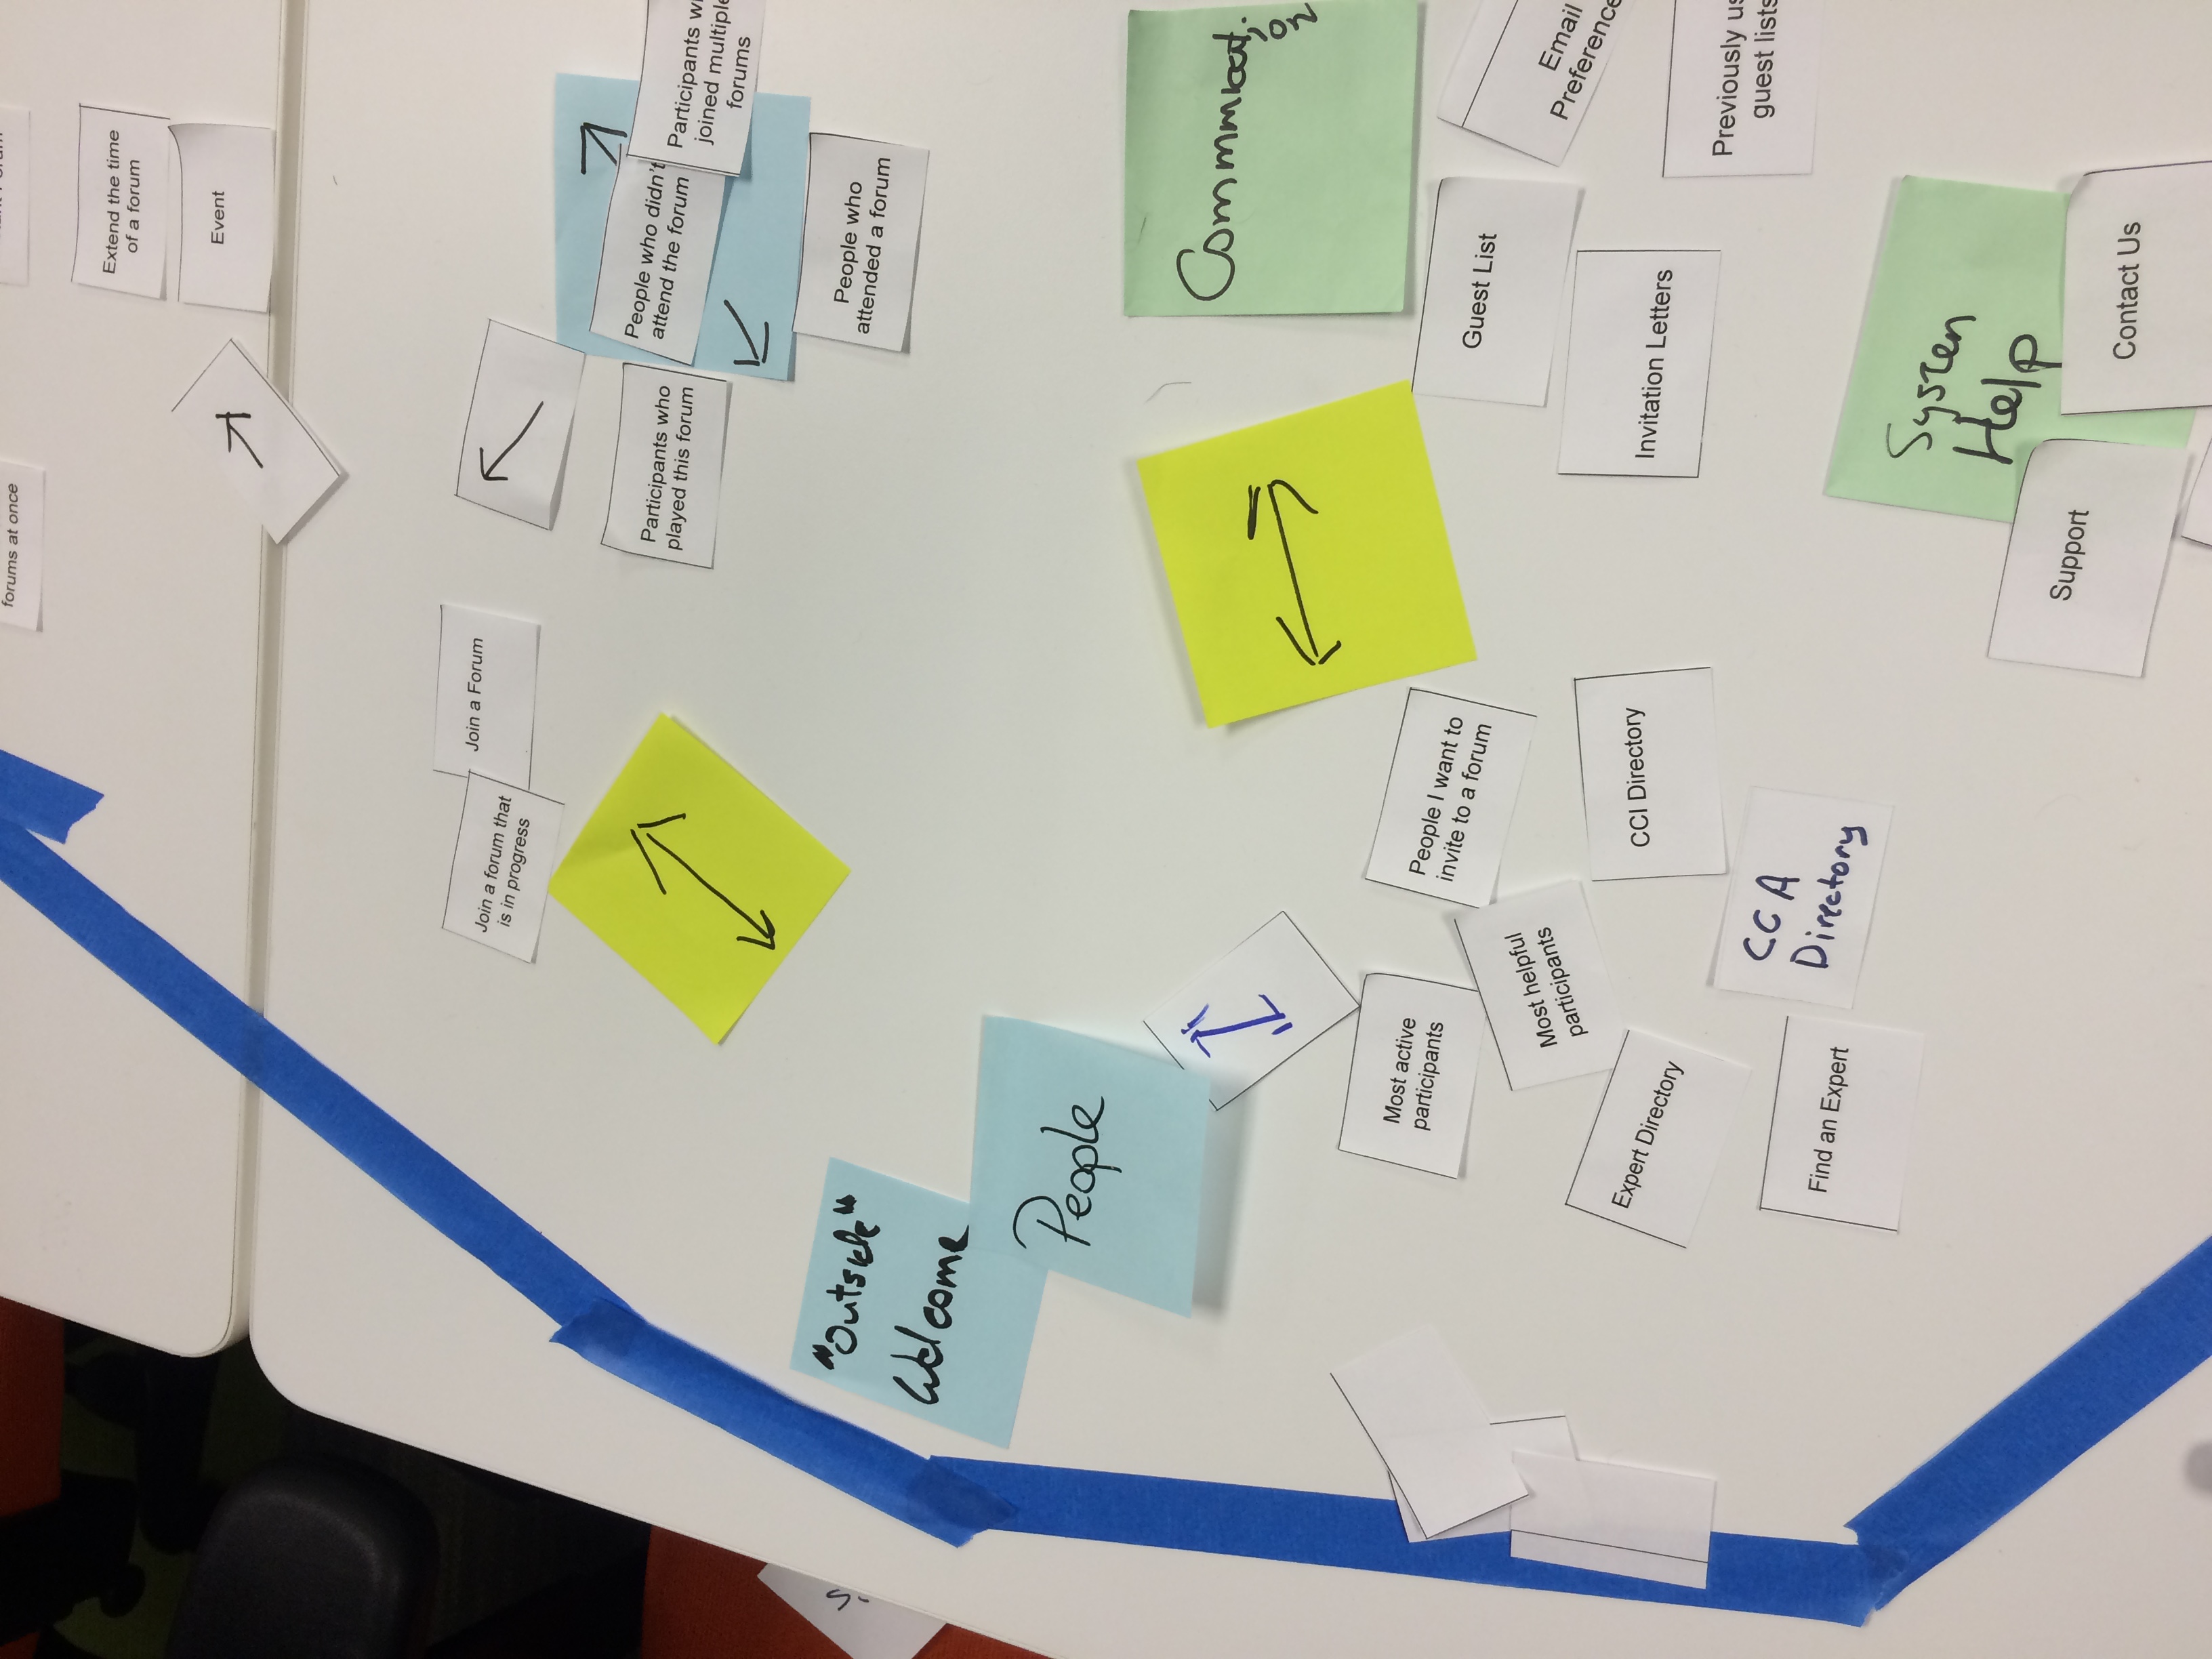 forums at once
Extend the time
of a forum
Event
Join a forum that
is in progress
Join a Forum
Participants who
played this forum
People who didn't
attend the forum
Participants
joined multiple
forums
People who
attended a forum
"Outside"
Welcome
People
Commmication
Most active
participants
People I want to
invite to a forum
Most helpful
participants
Guest List
Email
Preference
Expert Directory
CCI Directory
Invitation Letters
Previously
guest lists
CCA
Directory
Find an Expert
System
Help
Support
Contact Us